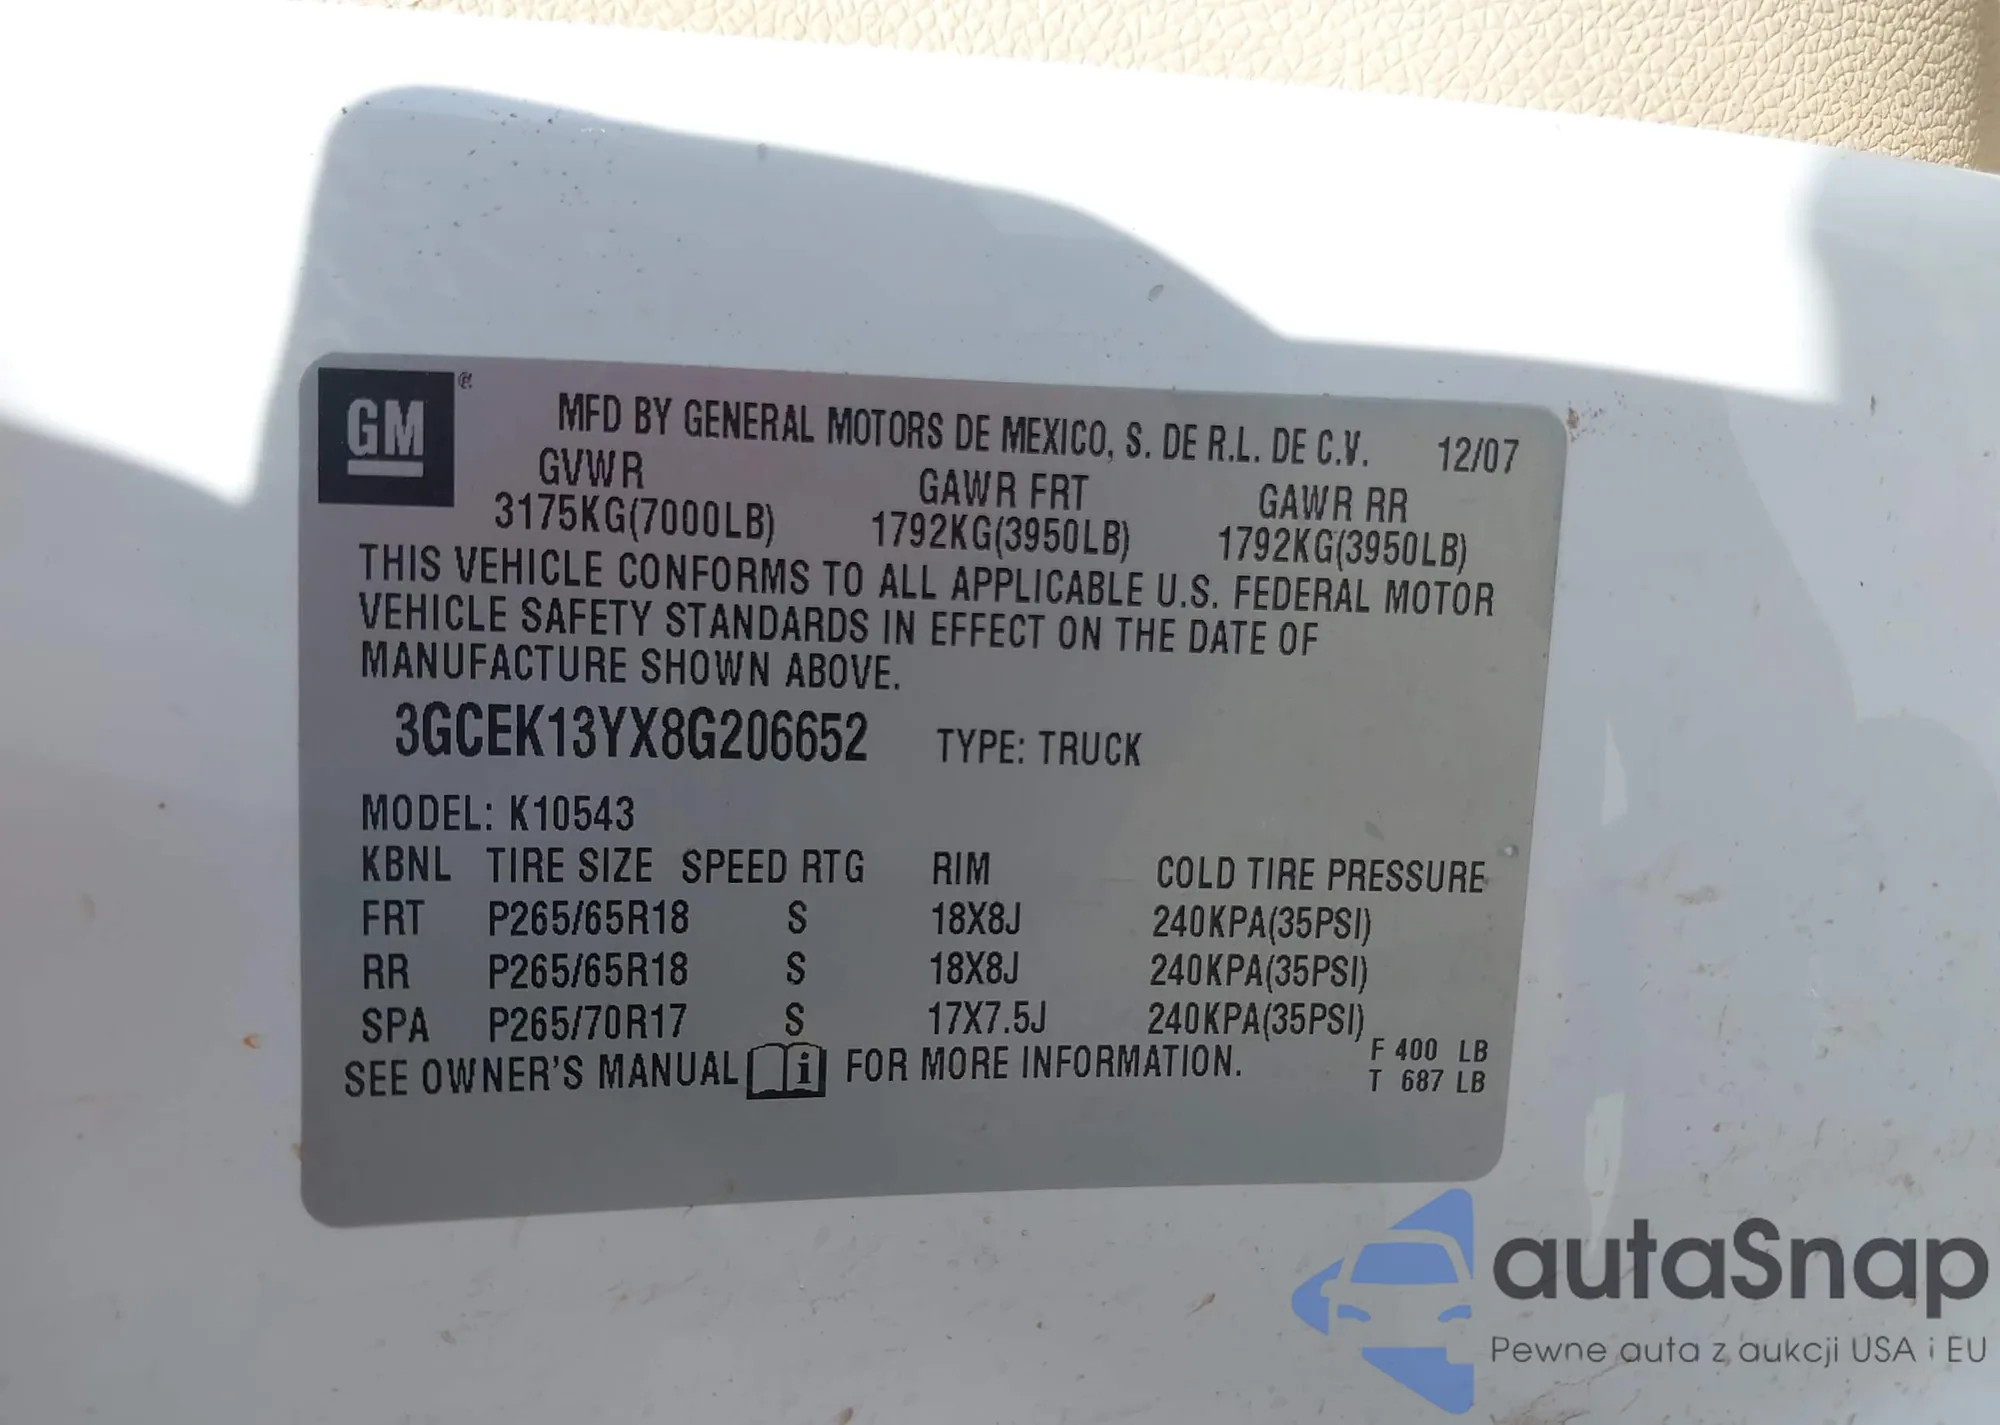 GM
MFD BY GENERAL MOTORS DE MEXICO, S. DE R.L. DE C.V. 12/07
GVWR GAWR FRT GAWR RR
3175KG(7000LB) 1792KG(3950LB) 1792KG(3950LB)
THIS VEHICLE CONFORMS TO ALL APPLICABLE U.S. FEDERAL MOTOR
VEHICLE SAFETY STANDARDS IN EFFECT ON THE DATE OF
MANUFACTURE SHOWN ABOVE.
3GCEK13YX8G206652 TYPE: TRUCK
MODEL: K10543
KBNL TIRE SIZE SPEED RTG RIM COLD TIRE PRESSURE
FRT P265/65R18 S 18X8J 240KPA(35PSI)
RR P265/65R18 S 18X8J 240KPA(35PSI)
SPA P265/70R17 S 17X7.5J 240KPA(35PSI)
SEE OWNER'S MANUAL i FOR MORE INFORMATION.
F 400 LB
T 687 LB
autaSnap
Pewne auta z aukcji USA i EU